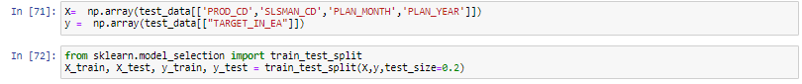 In [71]: X= np.array(test_data[['PROD_CD','SLSMAN_CD','PLAN_MONTH','PLAN_YEAR']])
y = np.array(test_data[["TARGET_IN_EA"]])
In [72]: from sklearn.model_selection import train_test_split
X_train, X_test, y_train, y_test = train_test_split(X,y,test_size=0.2)